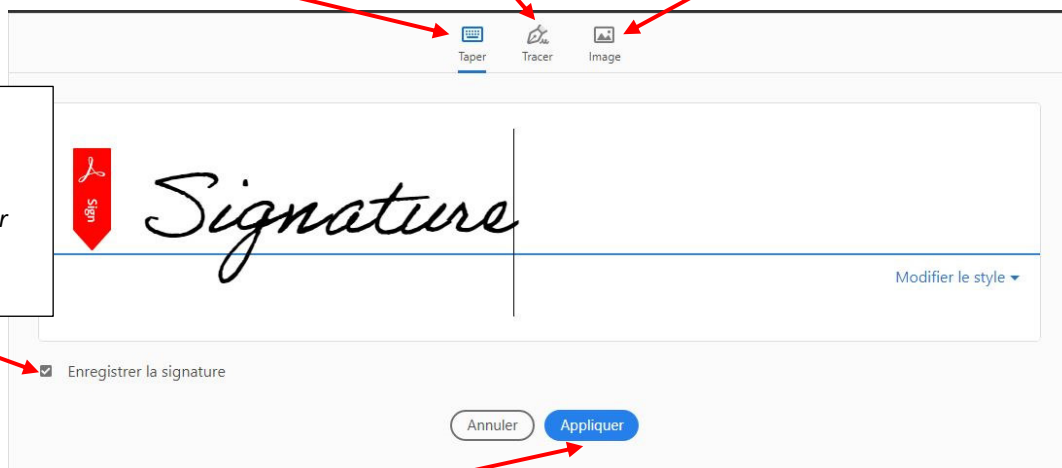 Taper
Tracer
Image
r
Sign
Signature
Modifier le style
Enregistrer la signature
Annuler
Appliquer